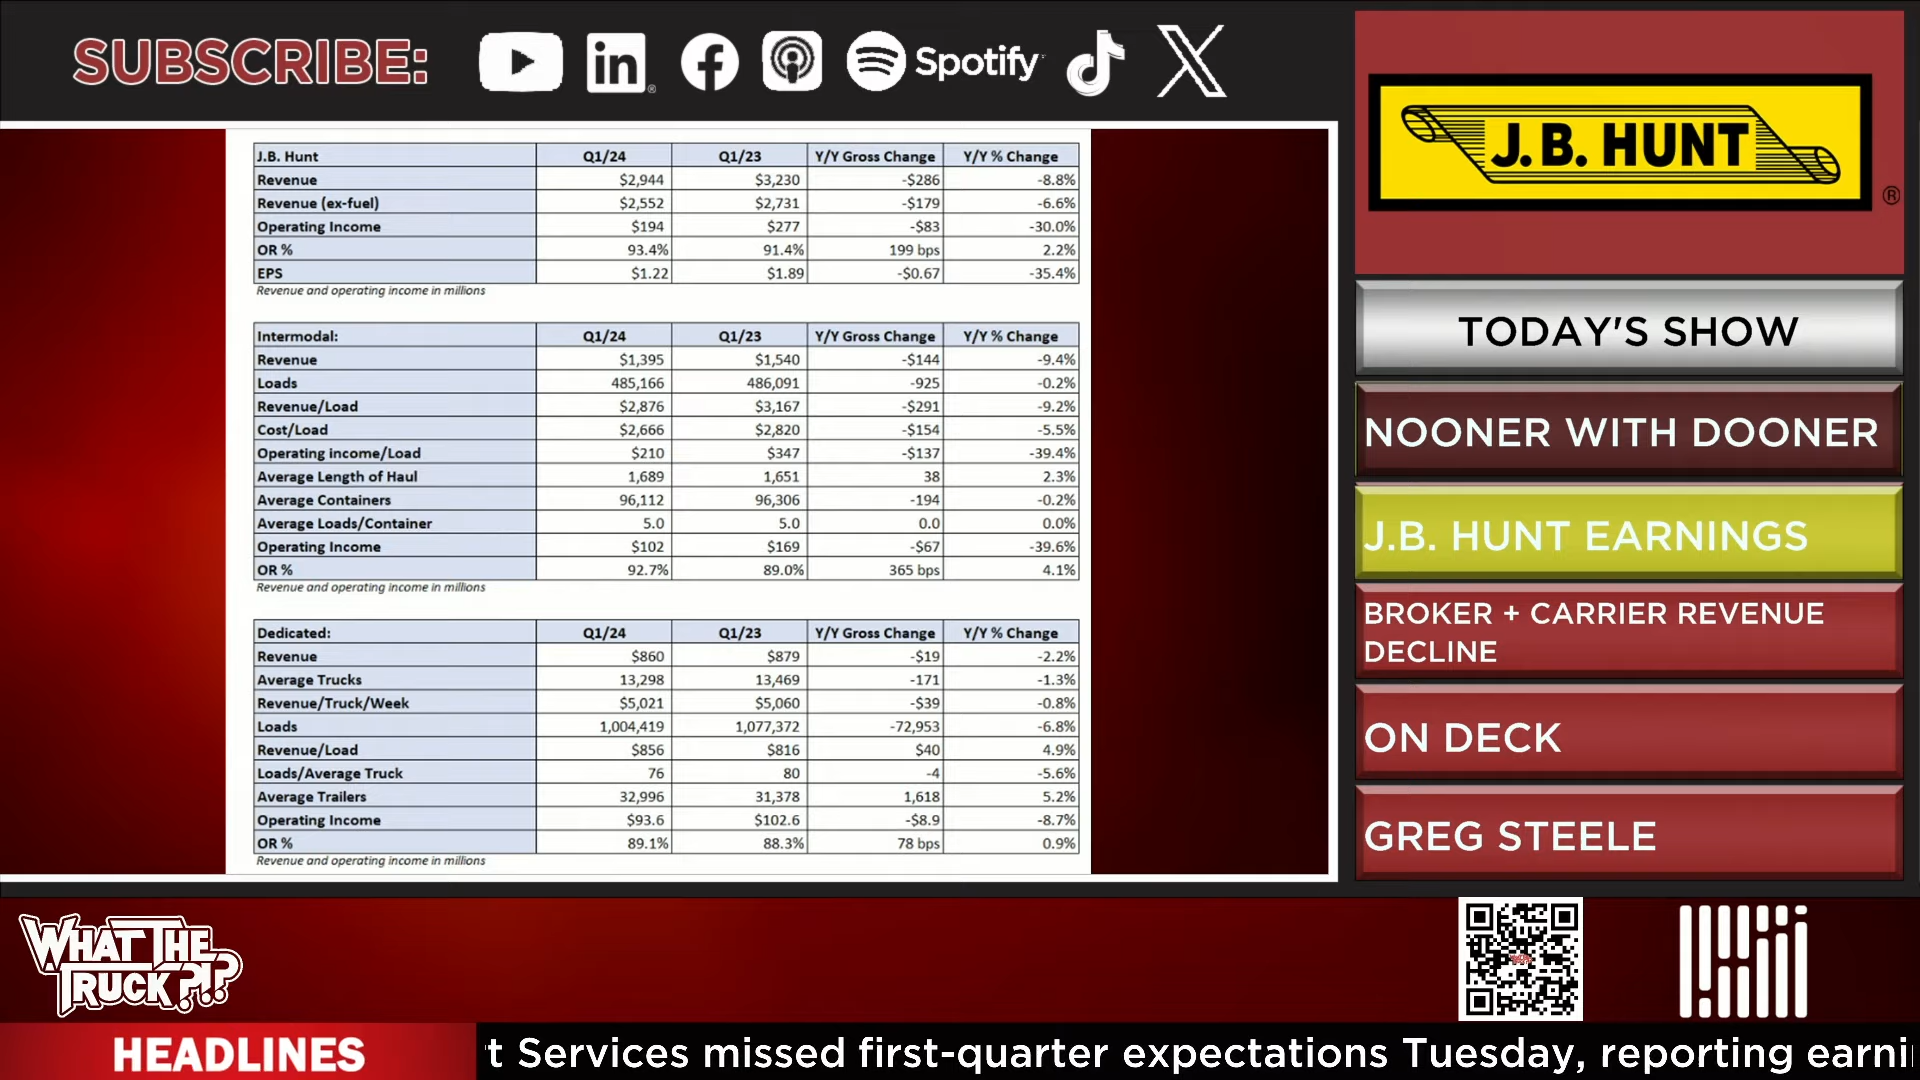 SUBSCRIBE:
in
Spotify
J.B. HUNT
®
J.B. Hunt Q1/24 Q1/23 Y/Y Gross Change Y/Y % Change
Revenue $2,944 $3,230 -$286 -8.8%
Revenue (ex-fuel) $2,552 $2,731 -$179 -6.6%
Operating Income $194 $277 -$83 -30.0%
OR % 93.4% 91.4% 199 bps 2.2%
EPS $1.22 $1.89 -$0.67 -35.4%
Revenue and operating income in millions
Intermodal: Q1/24 Q1/23 Y/Y Gross Change Y/Y % Change
Revenue $1,395 $1,540 -$144 -9.4%
Loads 485,166 486,091 -925 -0.2%
Revenue/Load $2,876 $3,167 -$291 -9.2%
Cost/Load $2,666 $2,820 -$154 -5.5%
Operating income/Load $210 $347 -$137 -39.4%
Average Length of Haul 1,689 1,651 38 2.3%
Average Containers 96,112 96,306 -194 -0.2%
Average Loads/Container 5.0 5.0 0.0 0.0%
Operating Income $102 $169 -$67 -39.6%
OR % 92.7% 89.0% 365 bps 4.1%
Revenue and operating income in millions
Dedicated: Q1/24 Q1/23 Y/Y Gross Change Y/Y % Change
Revenue $860 $879 -$19 -2.2%
Average Trucks 13,298 13,469 -171 -1.3%
Revenue/Truck/Week $5,021 $5,060 -$39 -0.8%
Loads 1,004,419 1,077,372 -72,953 -6.8%
Revenue/Load $856 $816 $40 4.9%
Loads/Average Truck 76 80 -4 -5.6%
Average Trailers 32,996 31,378 1,618 5.2%
Operating Income $93.6 $102.6 -$8.9 -8.7%
OR % 89.1% 88.3% 78 bps 0.9%
Revenue and operating income in millions
TODAY'S SHOW
NOONER WITH DOONER
J.B. HUNT EARNINGS
BROKER + CARRIER REVENUE
DECLINE
ON DECK
GREG STEELE
WHAT THE
TRUCK?!?
HEADLINES
t Services missed first-quarter expectations Tuesday, reporting earni